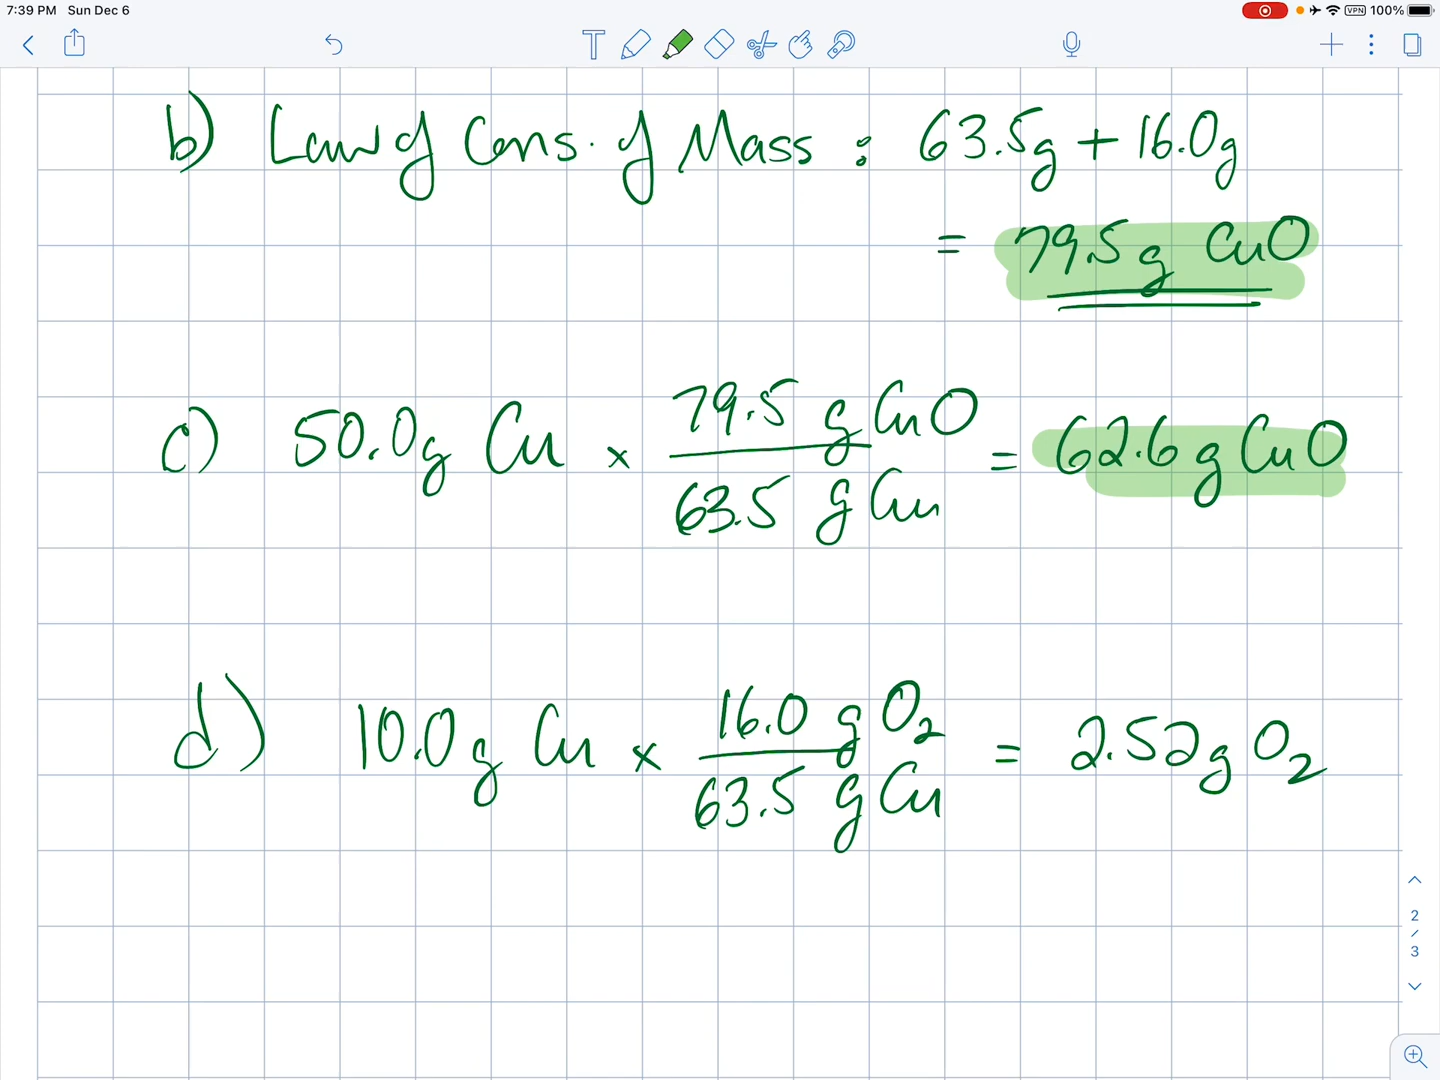 7:39 PM Sun Dec 6
VPN 100%
b) Law of Cons. of Mass : 63.5g + 16.0g
= 79.5g CuO
c) 50.0g Cu × 79.5 g CuO / 63.5 g Cu = 62.6 g CuO
d) 10.0g Cu × 16.0 g O₂ / 63.5 g Cu = 2.52g O₂
2
/
3